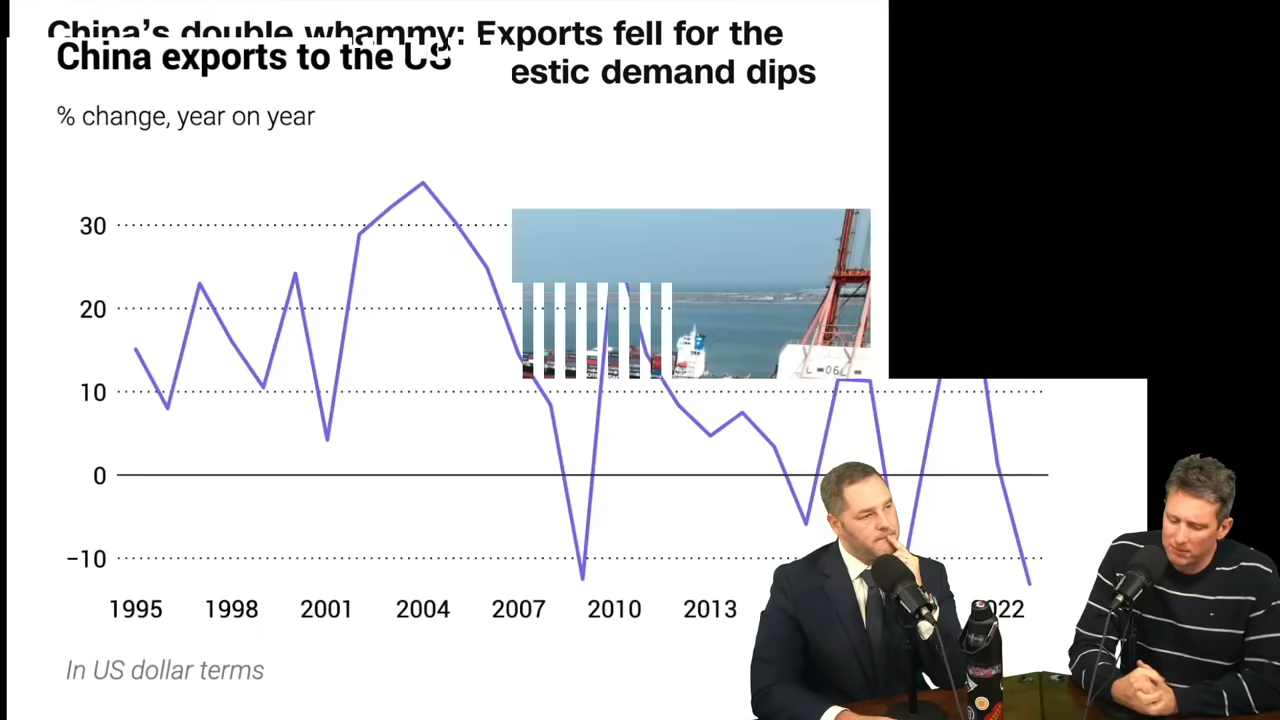 China's double whammy: Exports fell for the
China exports to the US
estic demand dips
% change, year on year
30
20
10
0
−10
1995 1998 2001 2004 2007 2010 2013 022
In US dollar terms